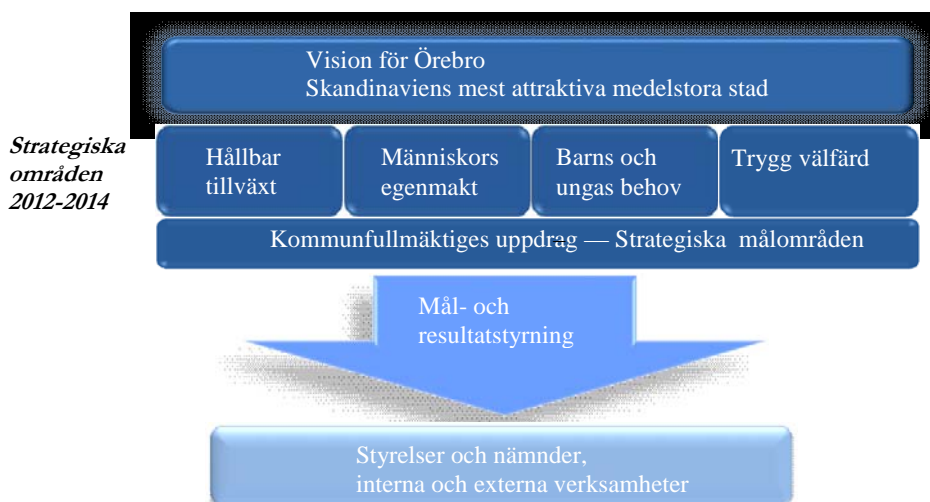 Vision för Örebro
Skandinaviens mest attraktiva medelstora stad
Strategiska
områden
2012-2014
Hållbar
tillväxt
Människors
egenmakt
Barns och
ungas behov
Trygg välfärd
Kommunfullmäktiges uppdrag — Strategiska målområden
Mål- och
resultatstyrning
Styrelser och nämnder,
interna och externa verksamheter